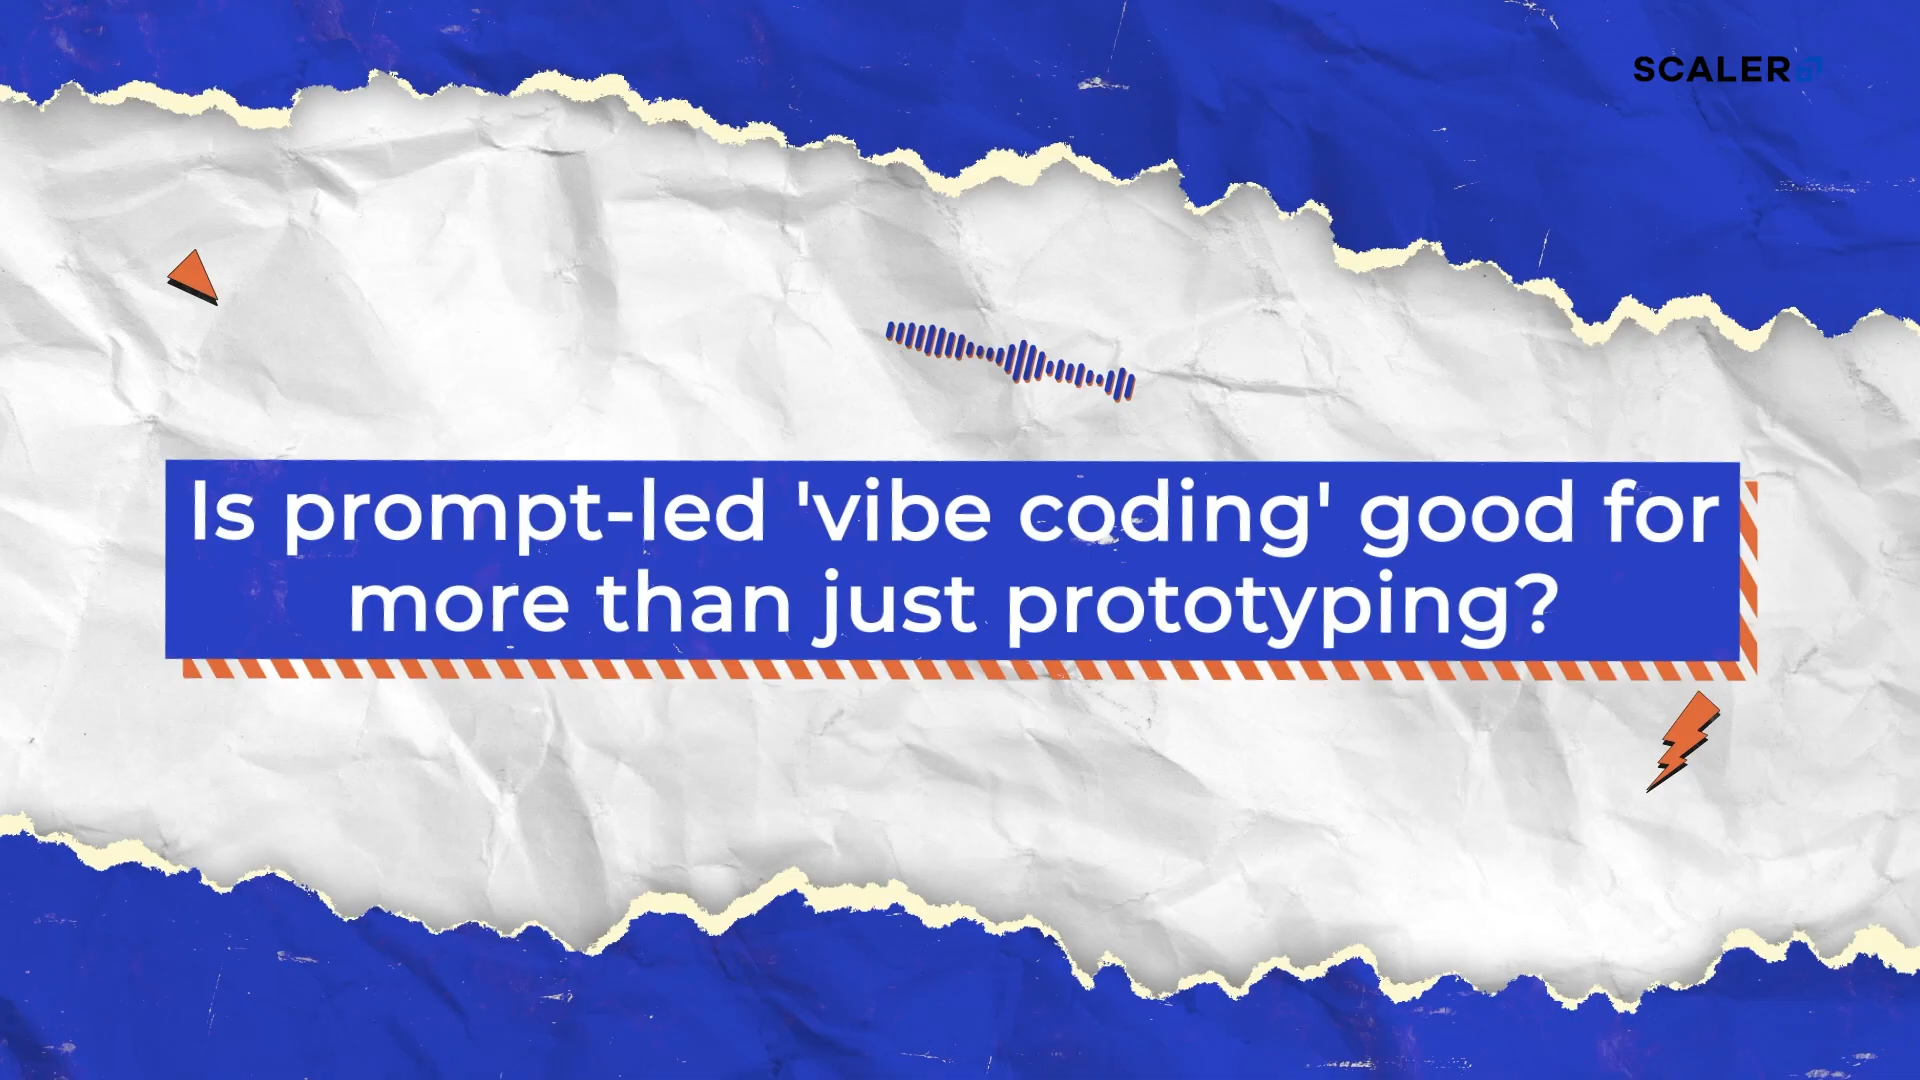 SCALER
Is prompt-led 'vibe coding' good for
more than just prototyping?